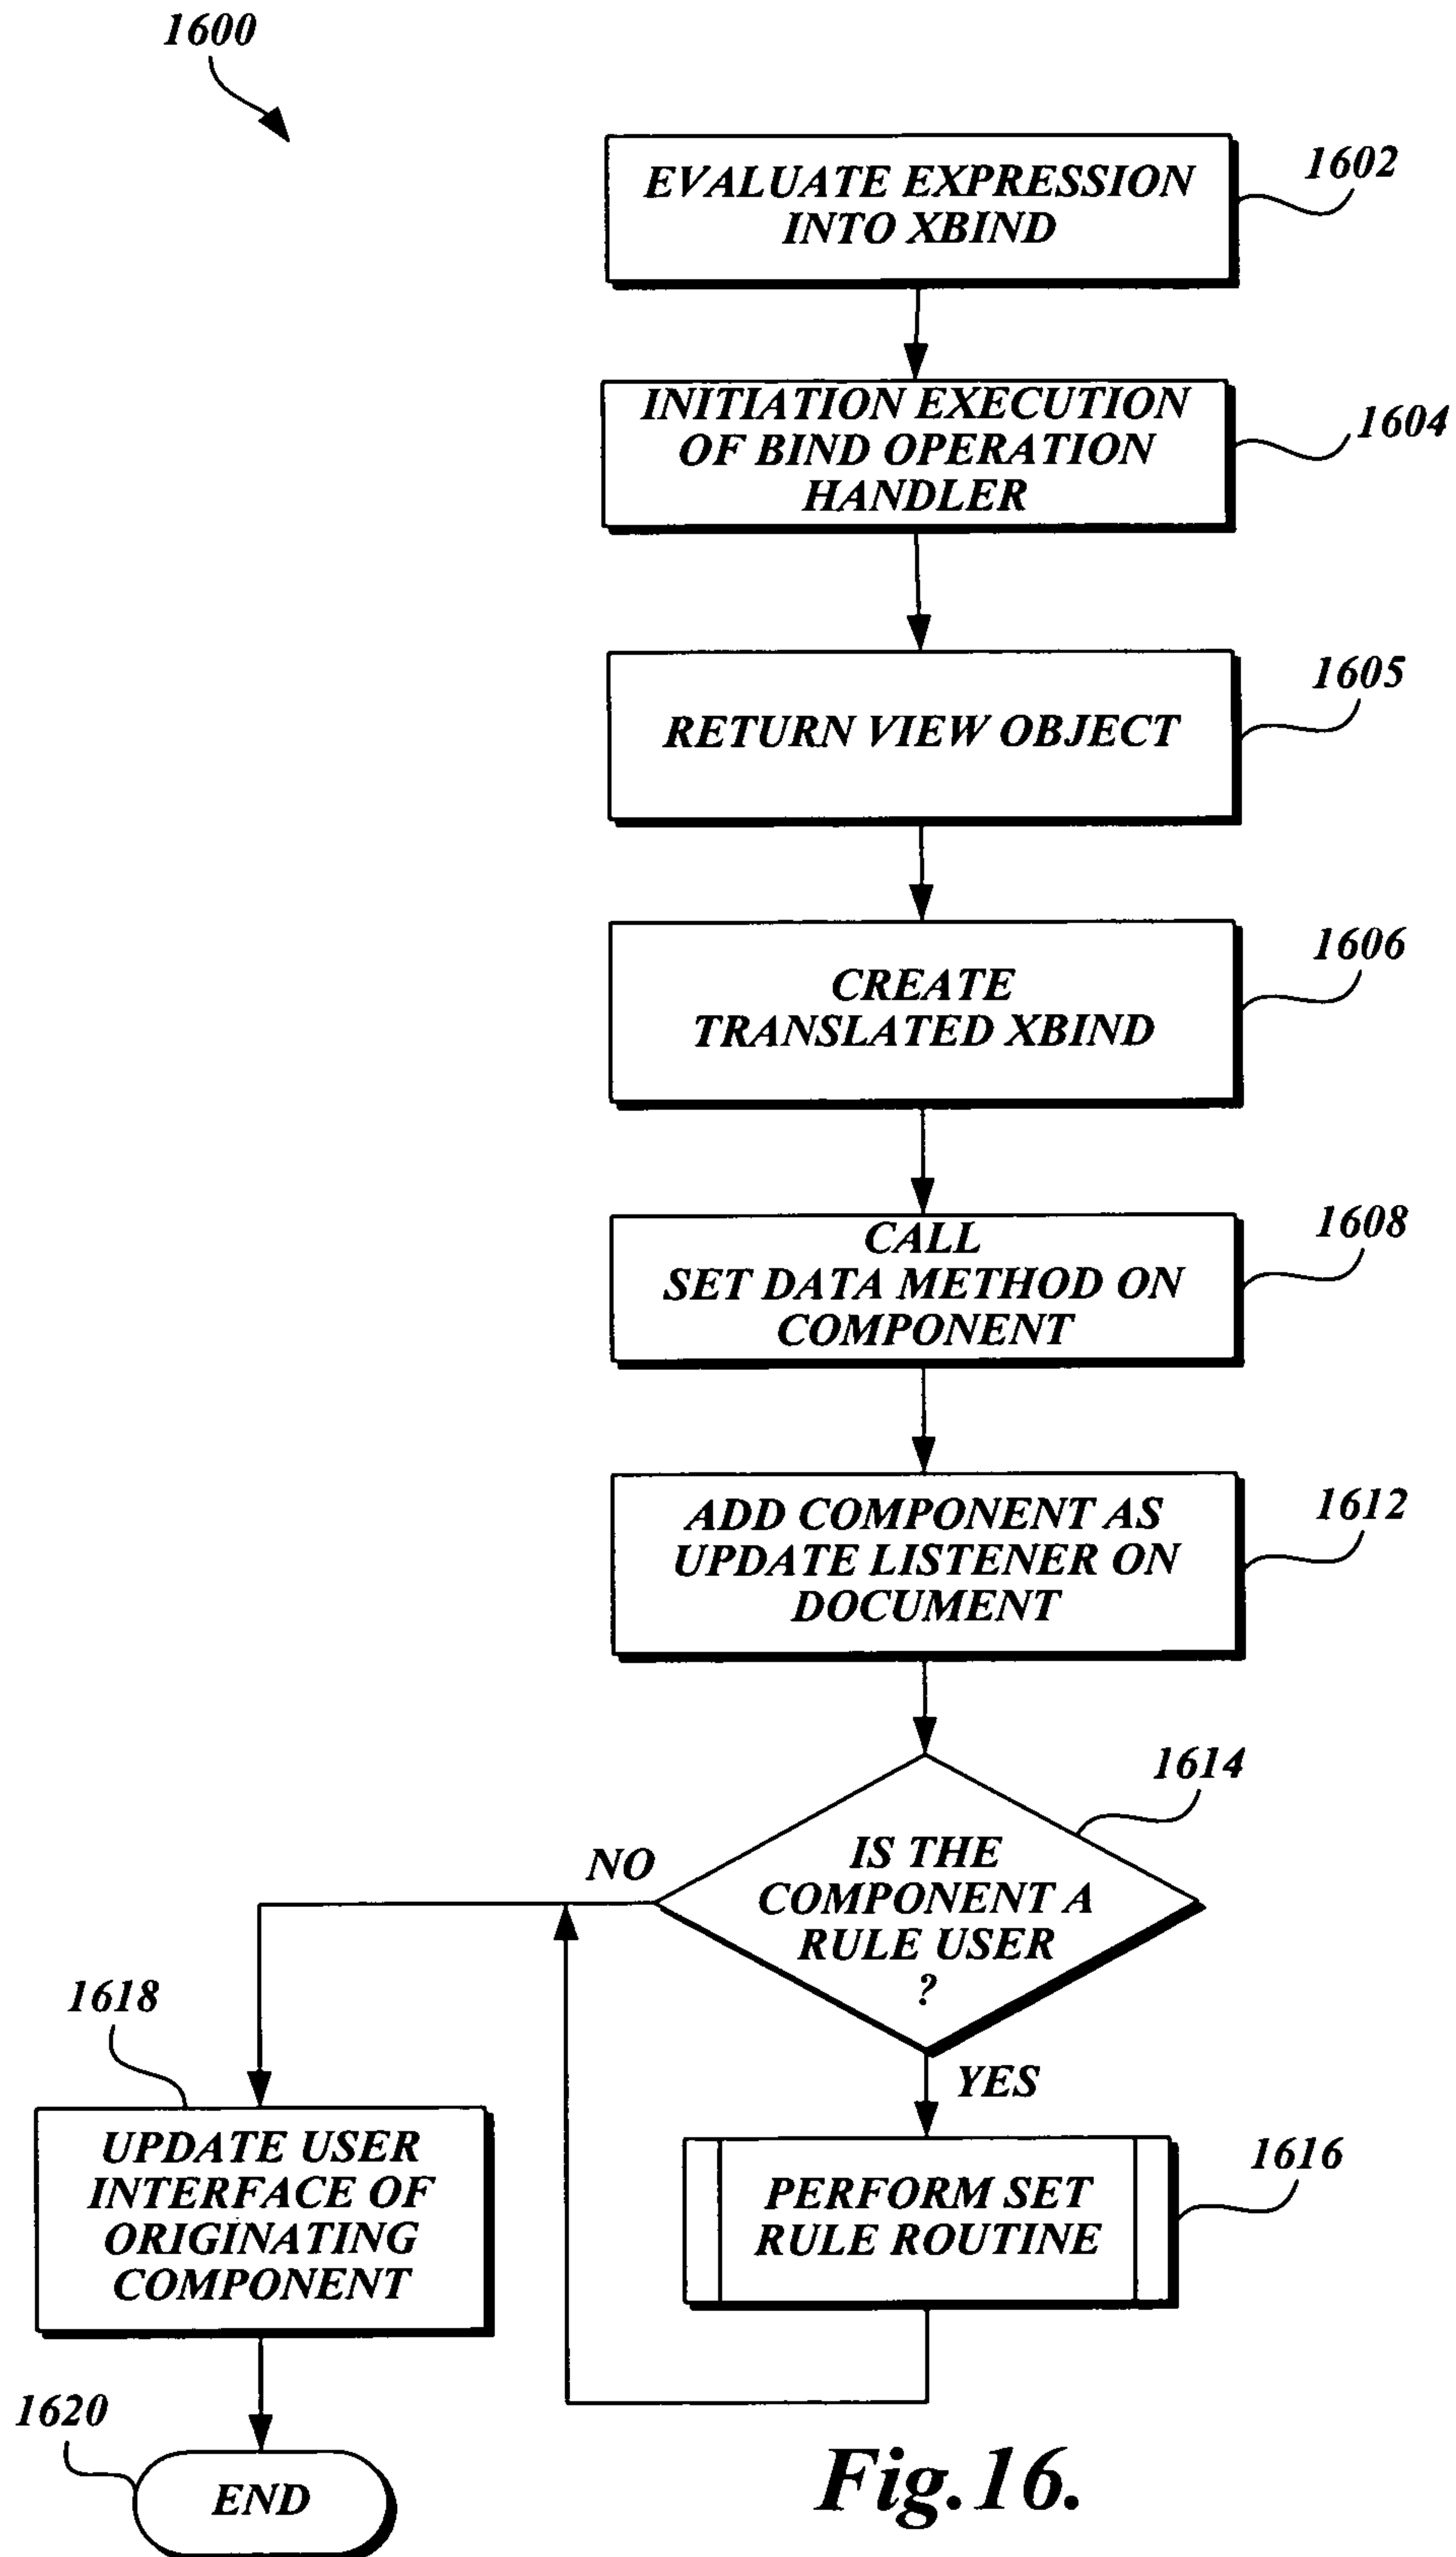 1600
EVALUATE EXPRESSION
INTO XBIND
1602
INITIATION EXECUTION
OF BIND OPERATION
HANDLER
1604
RETURN VIEW OBJECT
1605
CREATE
TRANSLATED XBIND
1606
CALL
SET DATA METHOD ON
COMPONENT
1608
ADD COMPONENT AS
UPDATE LISTENER ON
DOCUMENT
1612
IS THE
COMPONENT A
RULE USER
?
1614
NO
YES
PERFORM SET
RULE ROUTINE
1616
1618
UPDATE USER
INTERFACE OF
ORIGINATING
COMPONENT
1620
END
Fig.16.